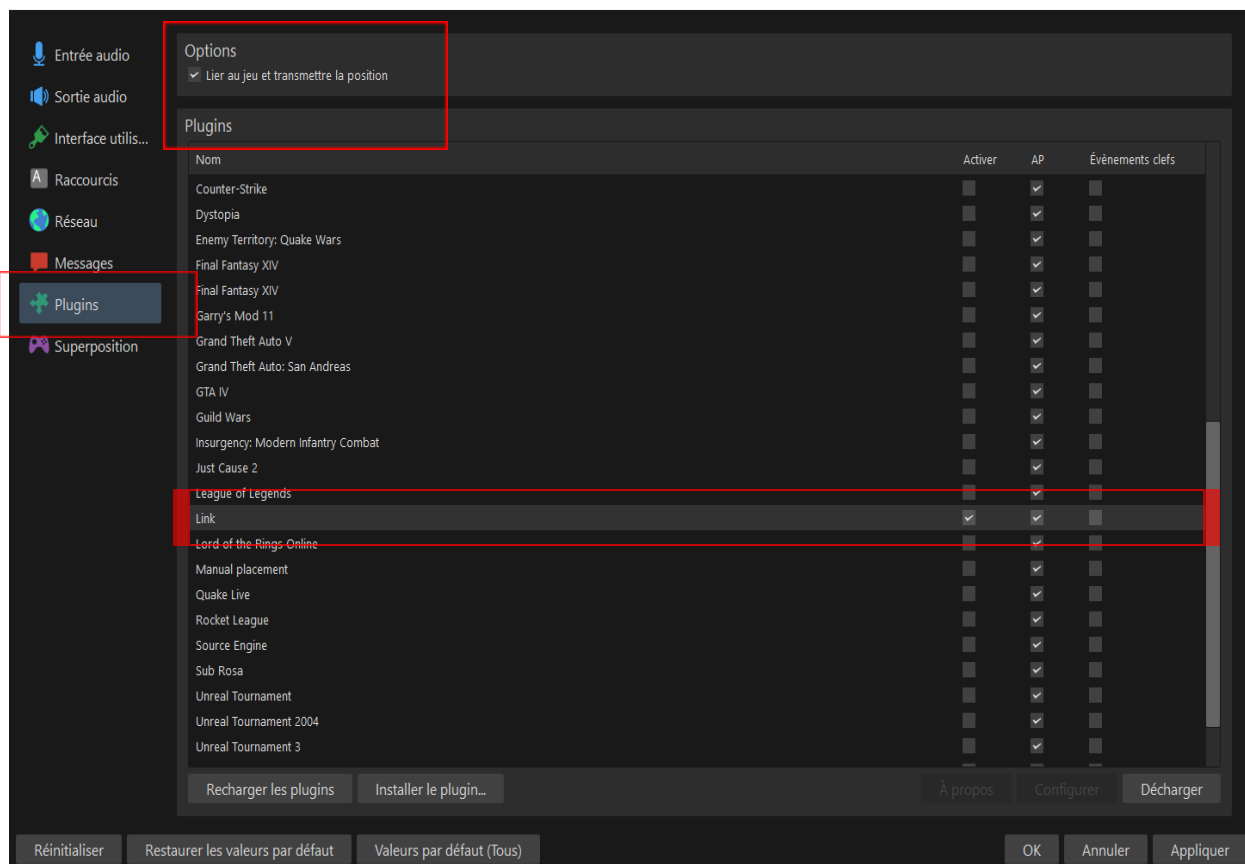 Entrée audio
Sortie audio
Interface utilis...
A Raccourcis
Réseau
Messages
Plugins
Superposition
Options
Lier au jeu et transmettre la position
Plugins
Nom Activer AP Évènements clefs
Counter-Strike
Dystopia
Enemy Territory: Quake Wars
Final Fantasy XIV
Final Fantasy XIV
Garry's Mod 11
Grand Theft Auto V
Grand Theft Auto: San Andreas
GTA IV
Guild Wars
Insurgency: Modern Infantry Combat
Just Cause 2
League of Legends
Link
Lord of the Rings Online
Manual placement
Quake Live
Rocket League
Source Engine
Sub Rosa
Unreal Tournament
Unreal Tournament 2004
Unreal Tournament 3
Recharger les plugins Installer le plugin... À propos Configurer Décharger
Réinitialiser Restaurer les valeurs par défaut Valeurs par défaut (Tous) OK Annuler Appliquer